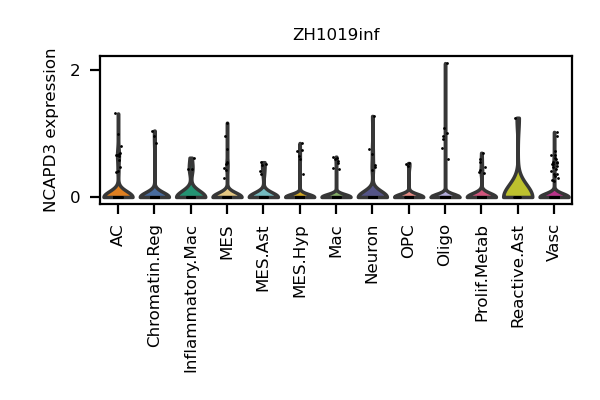 ZH1019inf
NCAPD3 expression
2
0
AC
Chromatin.Reg
Inflammatory.Mac
MES
MES.Ast
MES.Hyp
Mac
Neuron
OPC
Oligo
Prolif.Metab
Reactive.Ast
Vasc